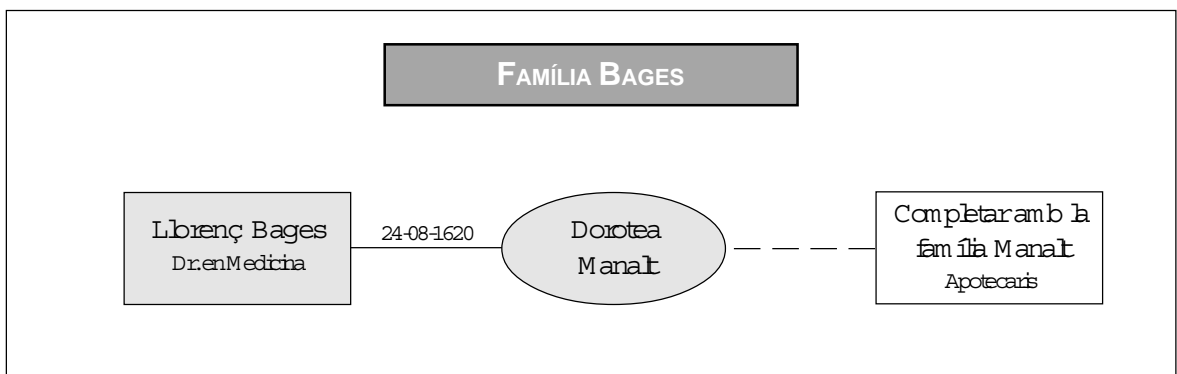 FAMÍLIA BAGES
Llorenç Bages
Dr. en Medicina
24-08-1620
Dorotea
Manalt
Completar amb la
família Manalt
Apotecaris